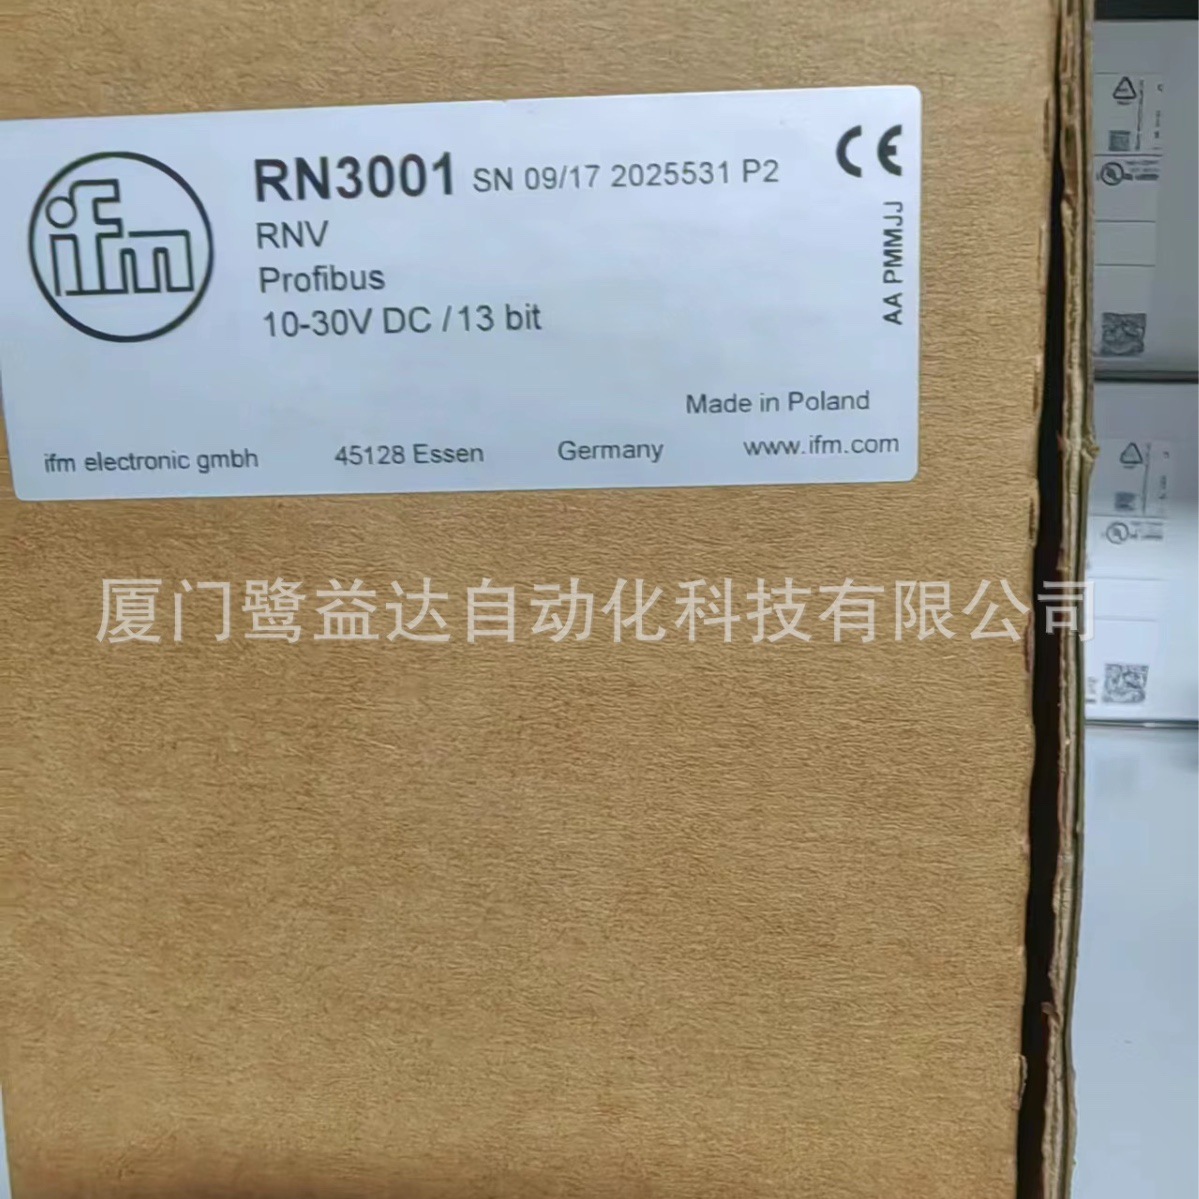 ifm
RN3001 SN 09/17 2025531 P2
RNV
Profibus
10-30V DC / 13 bit
CE
AA PMMJJ
Made in Poland
ifm electronic gmbh 45128 Essen Germany www.ifm.com
厦门鹭益达自动化科技有限公司